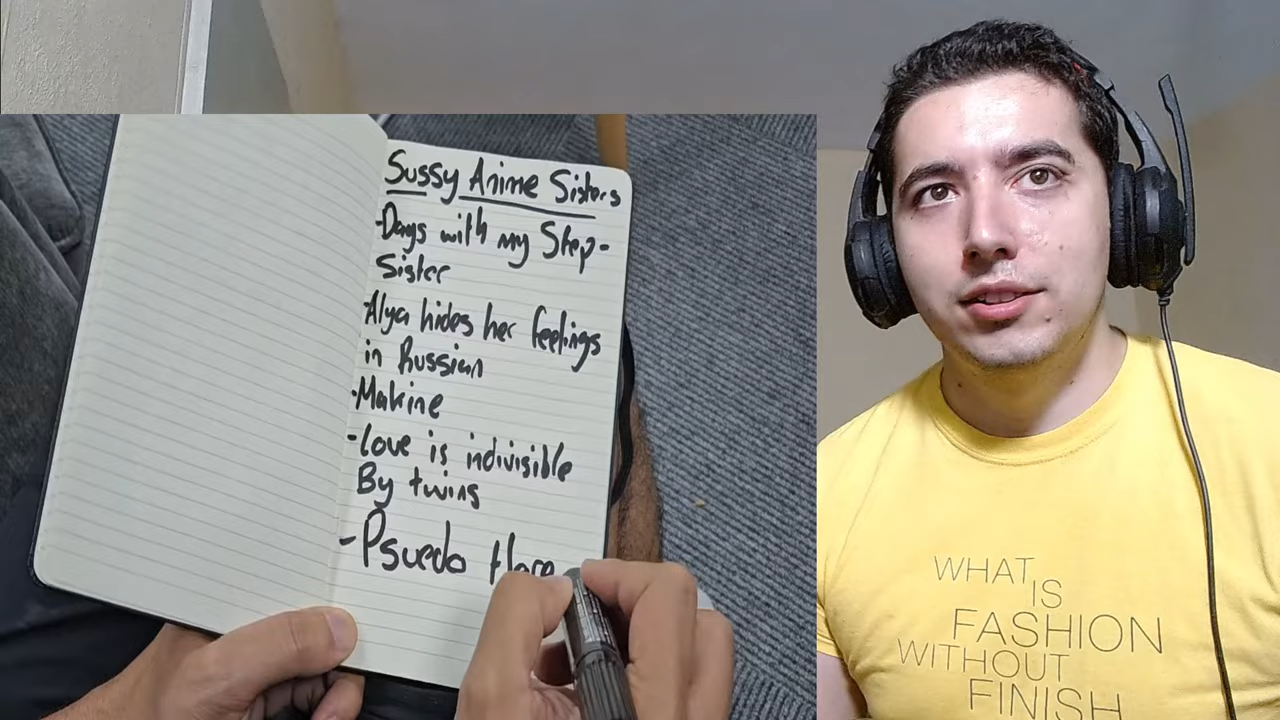 Sussy Anime Sisters
-Days with my Step-
Sister
-Alya hides her feelings
in Russian
-Makine
-Love is indivisible
By twins
-Psuedo Hare
WHAT
IS
FASHION
WITHOUT
FINISH